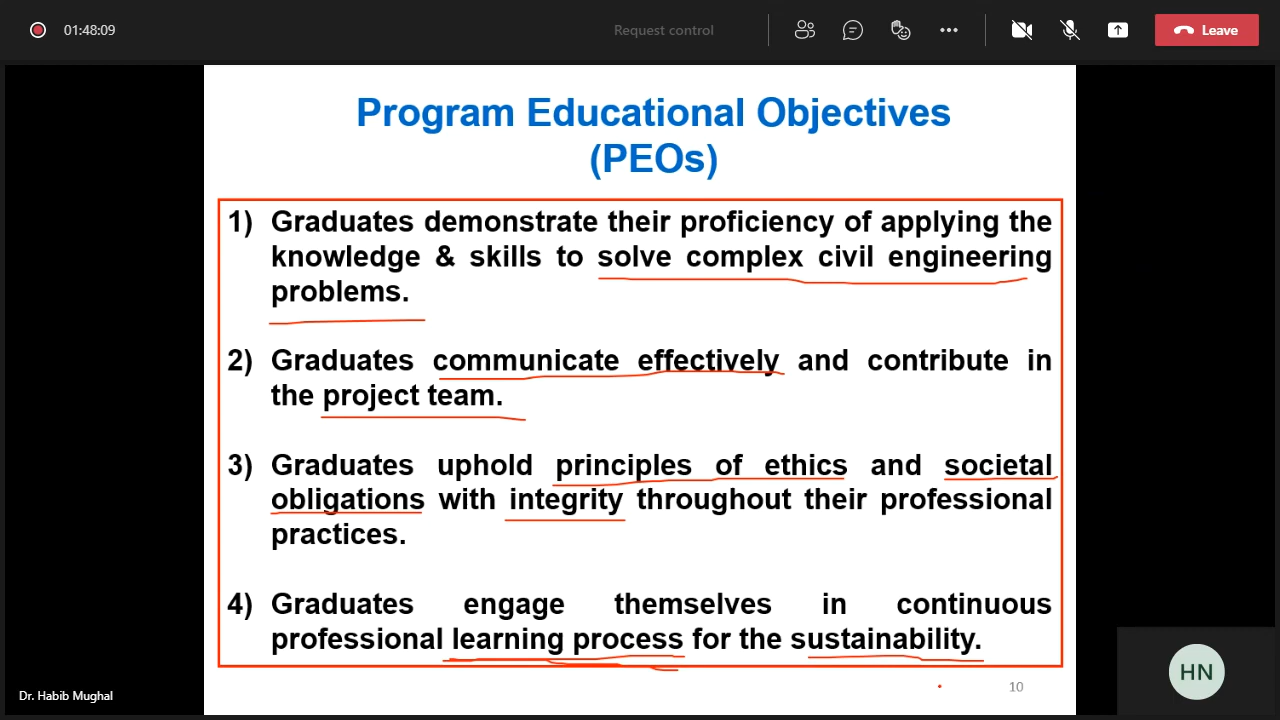 01:48:09
Request control
Leave
Program Educational Objectives
(PEOs)
1) Graduates demonstrate their proficiency of applying the
knowledge & skills to solve complex civil engineering
problems.
2) Graduates communicate effectively and contribute in
the project team.
3) Graduates uphold principles of ethics and societal
obligations with integrity throughout their professional
practices.
4) Graduates engage themselves in continuous
professional learning process for the sustainability.
10
Dr. Habib Mughal
HN